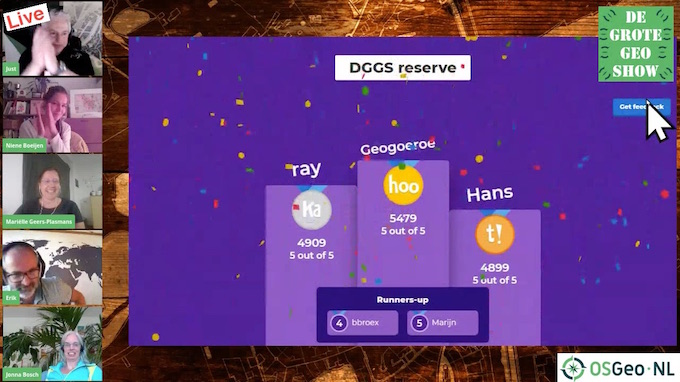 Live
Just
Niene Boeijen
Mariëlle Geers-Plasmans
Erik
Jenna Bosch
DE
GROTE
GEO
SHOW
DGGS reserve
Get feedback
Geogoeroe
hoo
5479
5 out of 5
ray
Ka
4909
5 out of 5
Hans
t!
4899
5 out of 5
Runners-up
4 bbroex
5 Marijn
OSGeo·NL